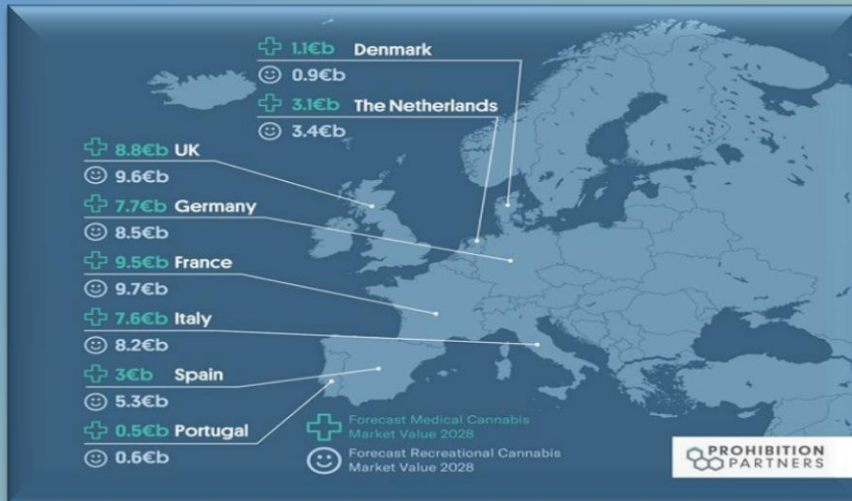 1.1€b Denmark
0.9€b
3.1€b The Netherlands
3.4€b
8.8€b UK
9.6€b
7.7€b Germany
8.5€b
9.5€b France
9.7€b
7.6€b Italy
8.2€b
3€b Spain
5.3€b
0.5€b Portugal
0.6€b
Forecast Medical Cannabis
Market Value 2028
Forecast Recreational Cannabis
Market Value 2028
PROHIBITION
PARTNERS